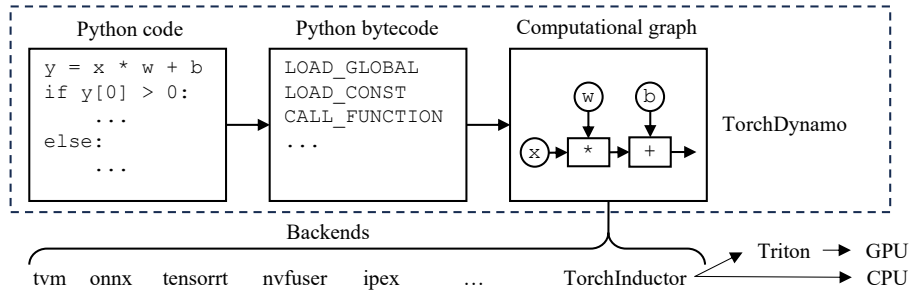 Python code
y = x * w + b
if y[0] > 0:
...
else:
...
Python bytecode
LOAD_GLOBAL
LOAD_CONST
CALL_FUNCTION
...
Computational graph
w b
x * +
TorchDynamo
Backends
tvm onnx tensorrt nvfuser ipex ... TorchInductor
Triton GPU
CPU